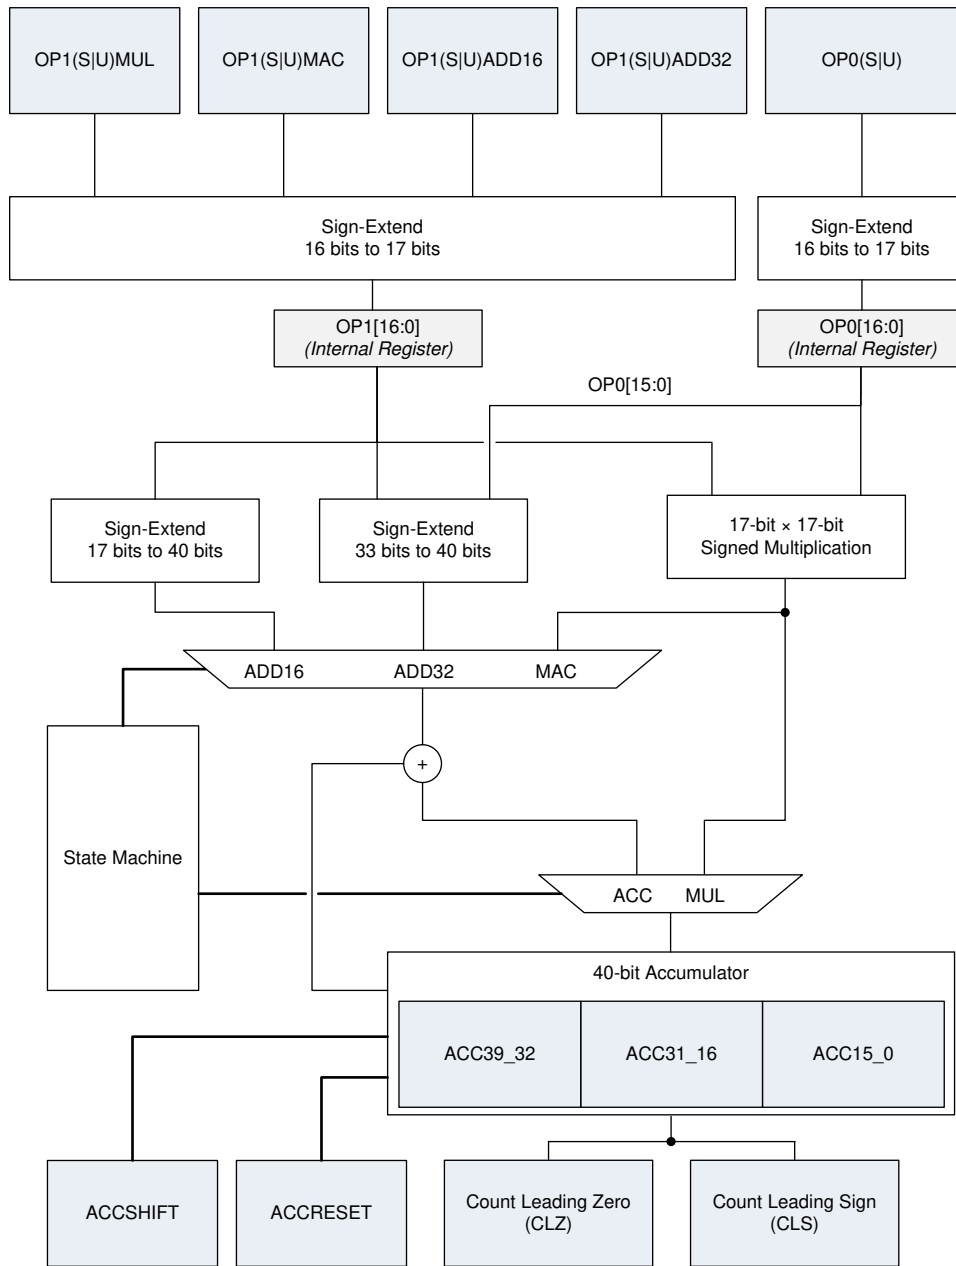 OP1(S|U)MUL
OP1(S|U)MAC
OP1(S|U)ADD16
OP1(S|U)ADD32
OP0(S|U)
Sign-Extend
16 bits to 17 bits
Sign-Extend
16 bits to 17 bits
OP1[16:0]
(Internal Register)
OP0[16:0]
(Internal Register)
OP0[15:0]
Sign-Extend
17 bits to 40 bits
Sign-Extend
33 bits to 40 bits
17-bit × 17-bit
Signed Multiplication
ADD16
ADD32
MAC
+
State Machine
ACC
MUL
40-bit Accumulator
ACC39_32
ACC31_16
ACC15_0
ACCSHIFT
ACCRESET
Count Leading Zero
(CLZ)
Count Leading Sign
(CLS)